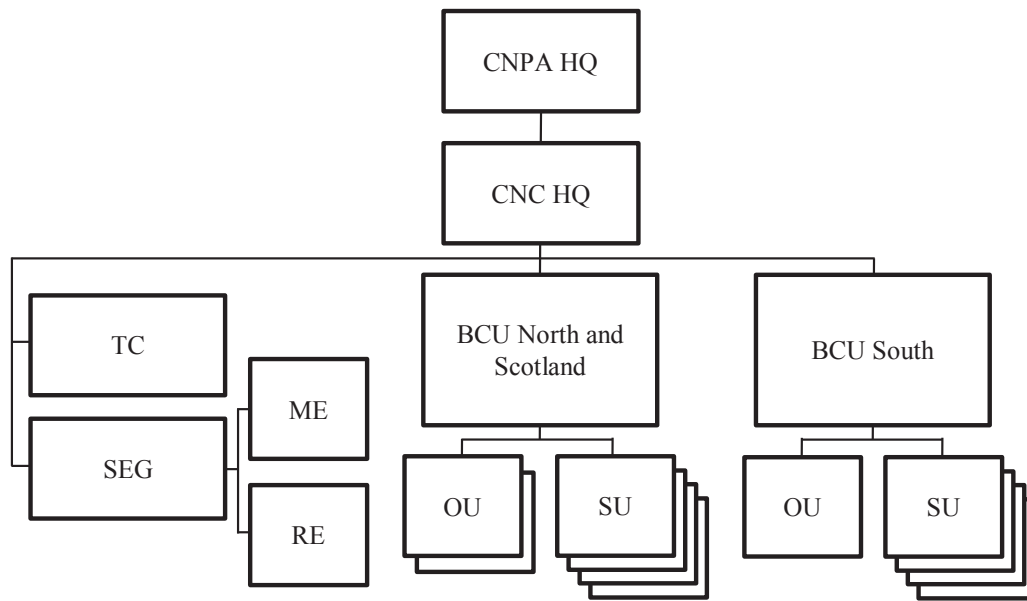 CNPA HQ
CNC HQ
TC
SEG
ME
RE
BCU North and
Scotland
OU
SU
BCU South
OU
SU